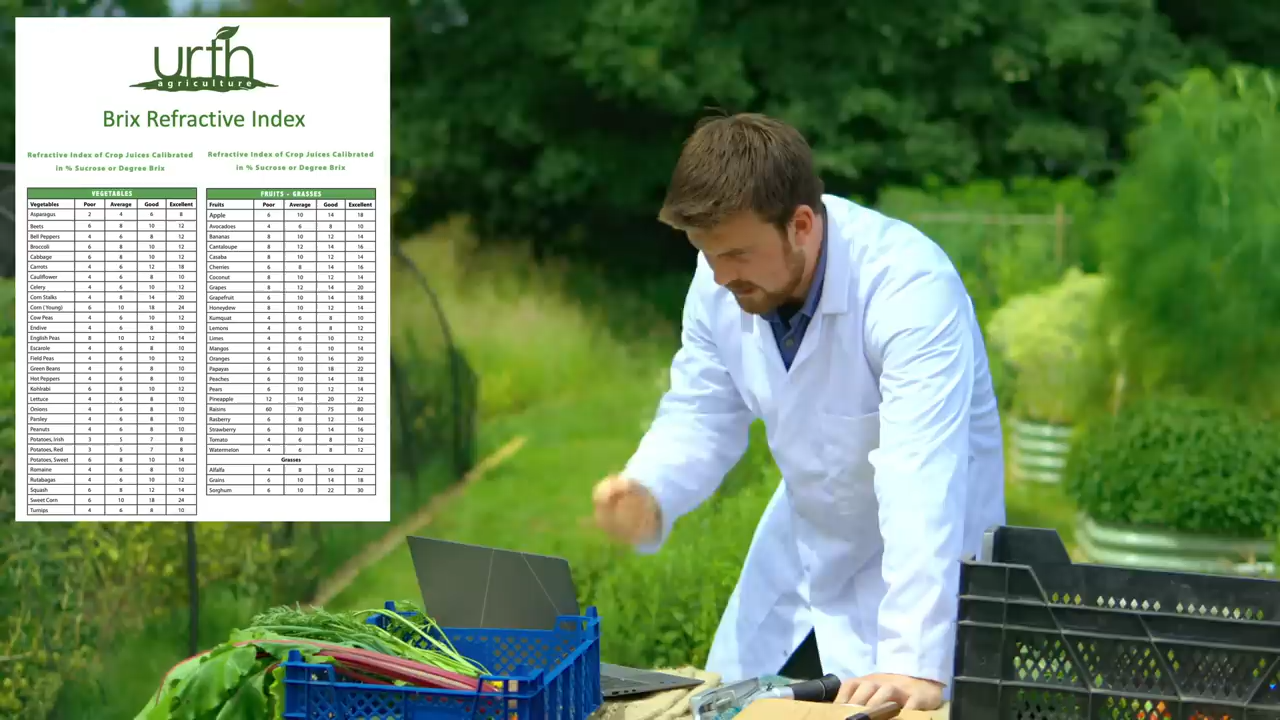 urth
agriculture
Brix Refractive Index
Refractive Index of Crop Juices Calibrated
in % Sucrose or Degree Brix
VEGETABLES
Vegetables Poor Average Good Excellent
Asparagus 2 4 6 8
Beets 6 8 10 12
Bell Peppers 4 6 8 12
Broccoli 6 8 10 12
Cabbage 6 8 10 12
Carrots 4 6 12 18
Cauliflower 4 6 8 10
Celery 4 6 10 12
Corn Stalks 4 8 14 20
Corn (Young) 6 10 18 24
Cow Peas 4 6 10 12
Endive 4 6 8 10
English Peas 8 10 12 14
Escarole 4 6 8 10
Field Peas 4 6 10 12
Green Beans 4 6 8 10
Hot Peppers 4 6 8 10
Kohlrabi 6 8 10 12
Lettuce 4 6 8 10
Onions 4 6 8 10
Parsley 4 6 8 10
Peanuts 4 6 8 10
Potatoes, Irish 3 5 7 8
Potatoes, Red 3 5 7 8
Potatoes, Sweet 6 8 10 14
Romaine 4 6 8 10
Rutabagas 4 6 10 12
Squash 6 8 12 14
Sweet Corn 6 10 18 24
Turnips 4 6 8 10
Refractive Index of Crop Juices Calibrated
in % Sucrose or Degree Brix
FRUITS - GRASSES
Fruits Poor Average Good Excellent
Apple 6 10 14 18
Avocadoes 4 6 8 10
Bananas 8 10 12 14
Cantaloupe 8 12 14 16
Casaba 8 10 12 14
Cherries 6 8 14 16
Coconut 8 10 12 14
Grapes 8 12 14 20
Grapefruit 6 10 14 18
Honeydew 8 10 12 14
Kumquat 4 6 8 10
Lemons 4 6 8 12
Limes 4 6 10 12
Mangos 4 6 10 14
Oranges 6 10 16 20
Papayas 6 10 18 22
Peaches 6 10 14 18
Pears 6 10 12 14
Pineapple 12 14 20 22
Raisins 60 70 75 80
Rasberry 6 8 12 14
Strawberry 6 10 14 16
Tomato 4 6 8 12
Watermelon 4 6 8 12
Grasses
Alfalfa 4 8 16 22
Grains 6 10 14 18
Sorghum 6 10 22 30